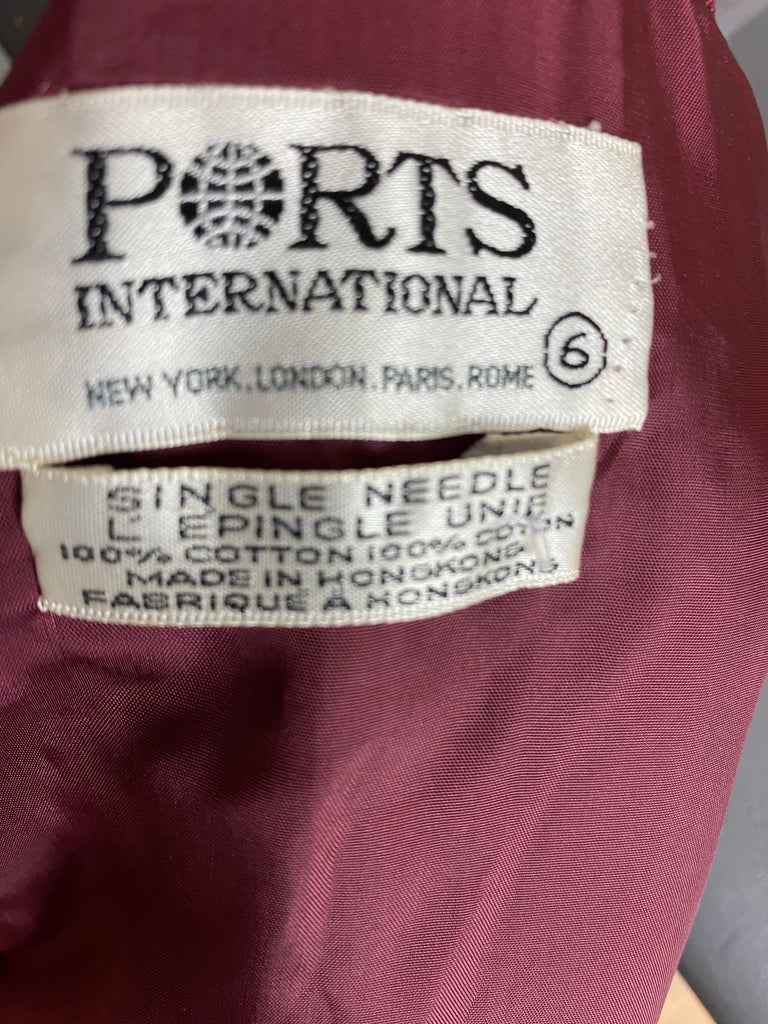 PORTS
INTERNATIONAL
6
NEW YORK.LONDON.PARIS.ROME
SINGLE NEEDLE
L' EPINGLE UNIE
100% COTTON 100% COTON
MADE IN HONGKONG
FABRIQUE A HONGKONG